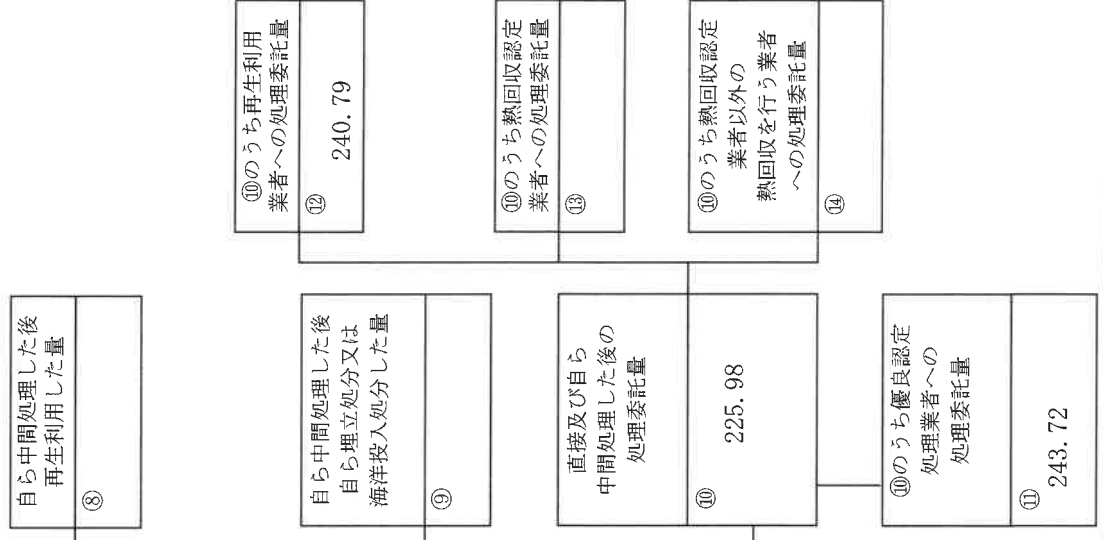 自ら中間処理した後
再生利用した量
⑧
自ら中間処理した後
自ら埋立処分又は
海洋投入処分した量
⑨
直接及び自ら
中間処理した後の
処理委託量
⑩
225.98
⑩のうち優良認定
処理業者への
処理委託量
⑪
243.72
⑩のうち再生利用
業者への処理委託量
⑫
240.79
⑩のうち熱回収認定
業者への処理委託量
⑬
⑩のうち熱回収認定
業者以外の
熱回収を行う業者
への処理委託量
⑭